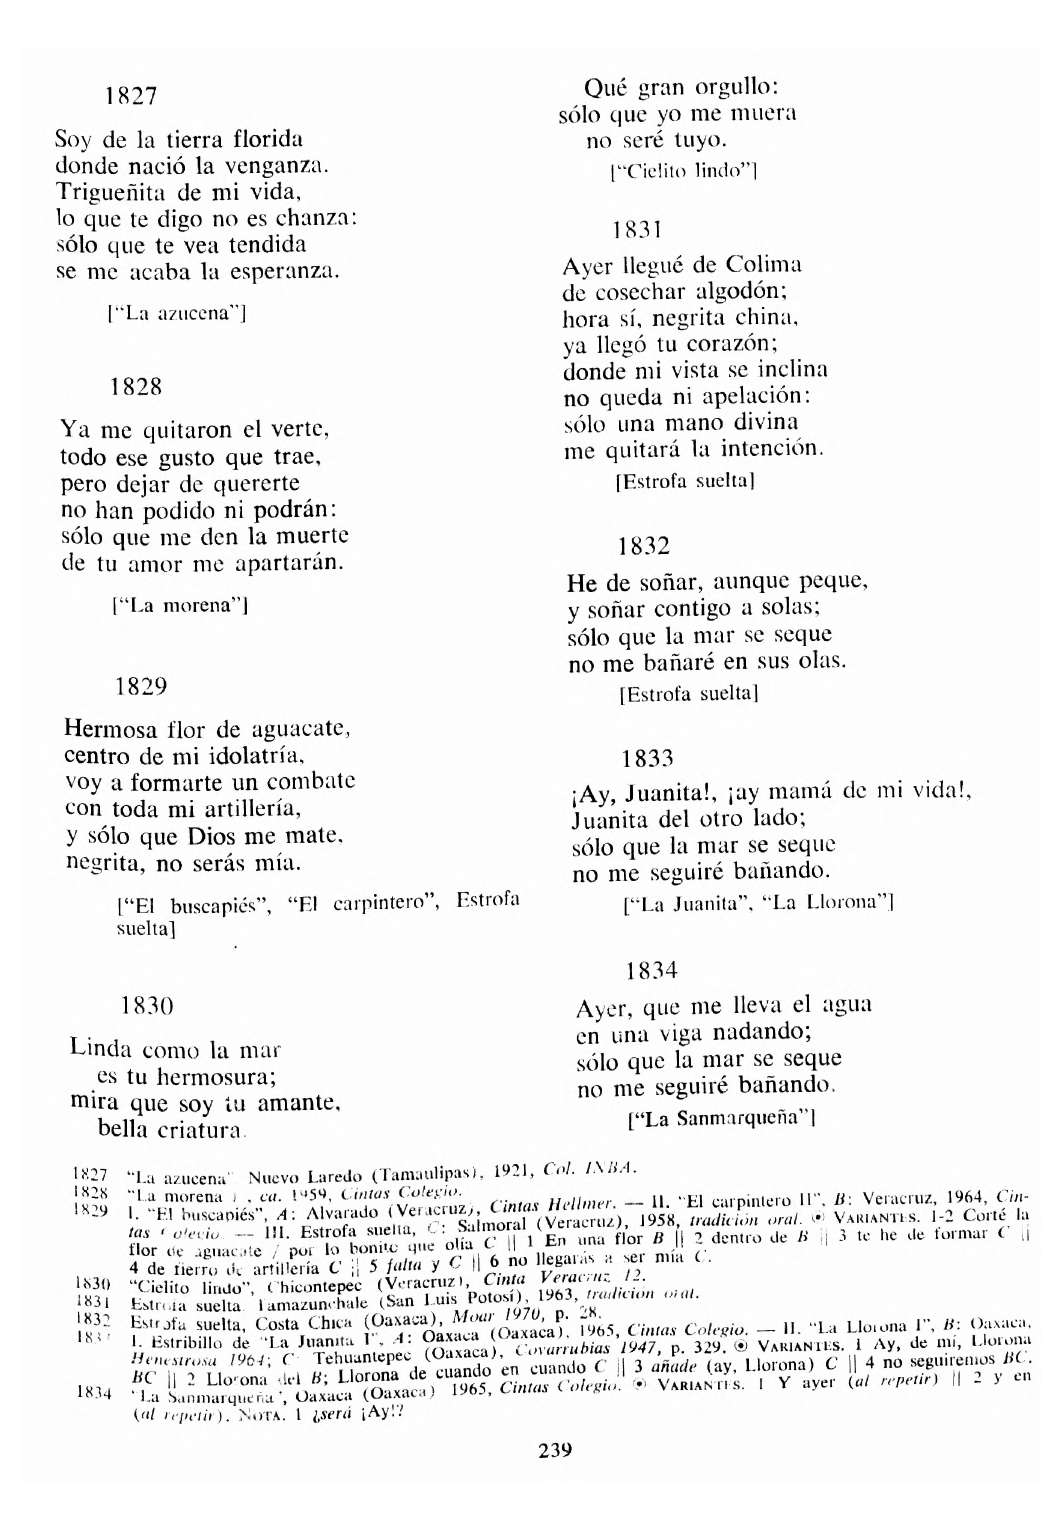 1827
Soy de la tierra florida
donde nació la venganza.
Trigueñita de mi vida,
lo que te digo no es chanza:
sólo que te vea tendida
se me acaba la esperanza.
[“La azucena”]
1828
Ya me quitaron el verte,
todo ese gusto que trae,
pero dejar de quererte
no han podido ni podrán:
sólo que me den la muerte
de tu amor me apartarán.
[“La morena”]
1829
Hermosa flor de aguacate,
centro de mi idolatría,
voy a formarte un combate
con toda mi artillería,
y sólo que Dios me mate,
negrita, no serás mía.
[“El buscapiés”, “El carpintero”, Estrofa
suelta]
1830
Linda como la mar
es tu hermosura;
mira que soy tu amante,
bella criatura.
Qué gran orgullo:
sólo que yo me muera
no seré tuyo.
[“Cielito lindo”]
1831
Ayer llegué de Colima
de cosechar algodón;
hora sí, negrita china,
ya llegó tu corazón;
donde mi vista se inclina
no queda ni apelación:
sólo una mano divina
me quitará la intención.
[Estrofa suelta]
1832
He de soñar, aunque peque,
y soñar contigo a solas;
sólo que la mar se seque
no me bañaré en sus olas.
[Estrofa suelta]
1833
¡Ay, Juanita!, ¡ay mamá de mi vida!,
Juanita del otro lado;
sólo que la mar se seque
no me seguiré bañando.
[“La Juanita”, “La Llorona”]
1834
Ayer, que me lleva el agua
en una viga nadando;
sólo que la mar se seque
no me seguiré bañando.
[“La Sanmarqueña”]
1827 “La azucena” Nuevo Laredo (Tamaulipas), 1921, Col. INBA.
1828 “La morena , ca. 1959, Cintas Colegio.
1829 I. “El buscapiés”, A: Alvarado (Veracruz), Cintas Hellmer. — II. “El carpintero II”, B: Veracruz, 1964, Cin-
tas Colegio — III. Estrofa suelta, C: Salmoral (Veracruz), 1958, tradición oral. VARIANTES. 1-2 Corté la
flor de aguacate / por lo bonito que olía C || 1 En una flor B || 2 dentro de B || 3 te he de formar C ||
4 de fierro de artillería C || 5 falta y C || 6 no llegarás a ser mía C.
1830 “Cielito lindo”, Chicontepec (Veracruz), Cinta Veracruz 12.
1831 Estrofa suelta Tamazunchale (San Luis Potosí), 1963, tradición oral.
1832 Estrofa suelta, Costa Chica (Oaxaca), Moar 1970, p. 28.
1833 I. Estribillo de “La Juanita I”, A: Oaxaca (Oaxaca), 1965, Cintas Colegio. — II. “La Llorona I”, B: Oaxaca,
Henestrosa 1964; C Tehuantepec (Oaxaca), Covarrubias 1947, p. 329. VARIANTES. 1 Ay, de mí, Llorona
BC || 2 Llorona del B; Llorona de cuando en cuando C || 3 añade (ay, Llorona) C || 4 no seguiremos BC.
1834 “La Sanmarqueña”, Oaxaca (Oaxaca) 1965, Cintas Colegio. VARIANTES. 1 Y ayer (al repetir) || 2 y en
(al repetir). NOTA. 1 ¿será ¡Ay!?
239